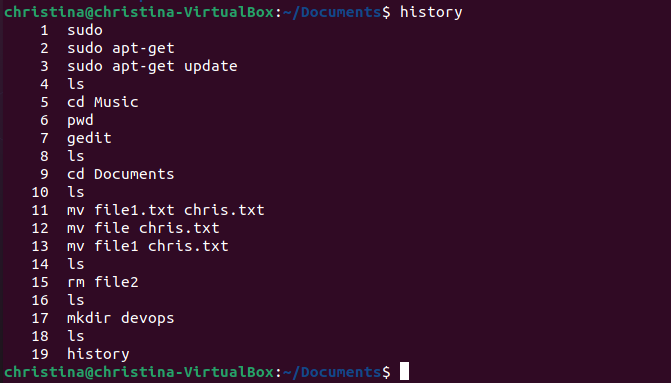 christina@christina-VirtualBox:~/Documents$ history
1 sudo
2 sudo apt-get
3 sudo apt-get update
4 ls
5 cd Music
6 pwd
7 gedit
8 ls
9 cd Documents
10 ls
11 mv file1.txt chris.txt
12 mv file chris.txt
13 mv file1 chris.txt
14 ls
15 rm file2
16 ls
17 mkdir devops
18 ls
19 history
christina@christina-VirtualBox:~/Documents$